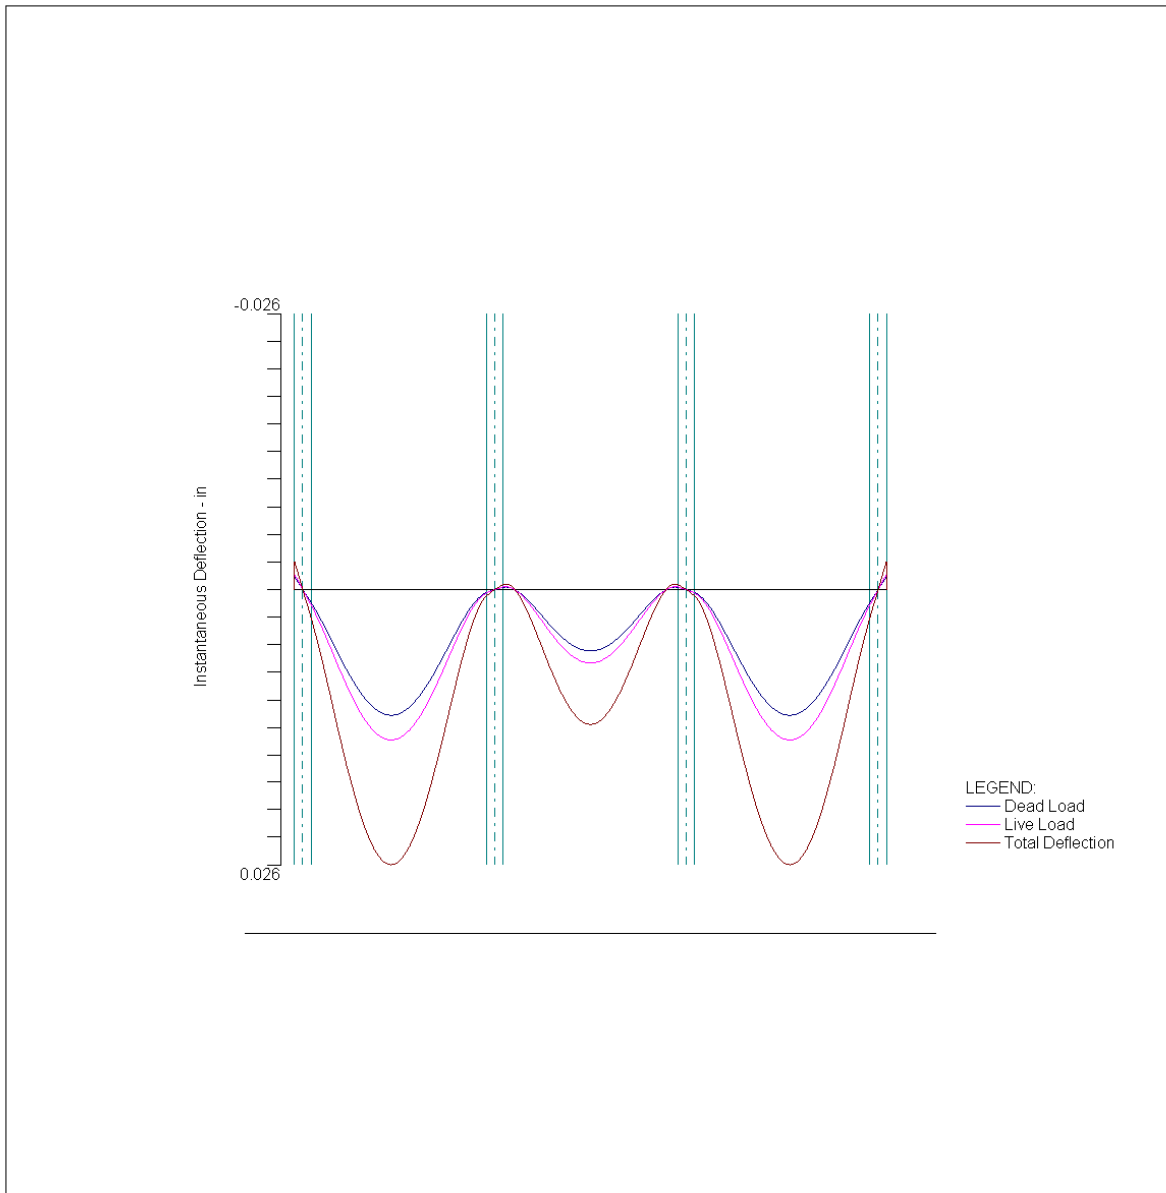 -0.026
Instantaneous Deflection - in
0.026
LEGEND:
Dead Load
Live Load
Total Deflection